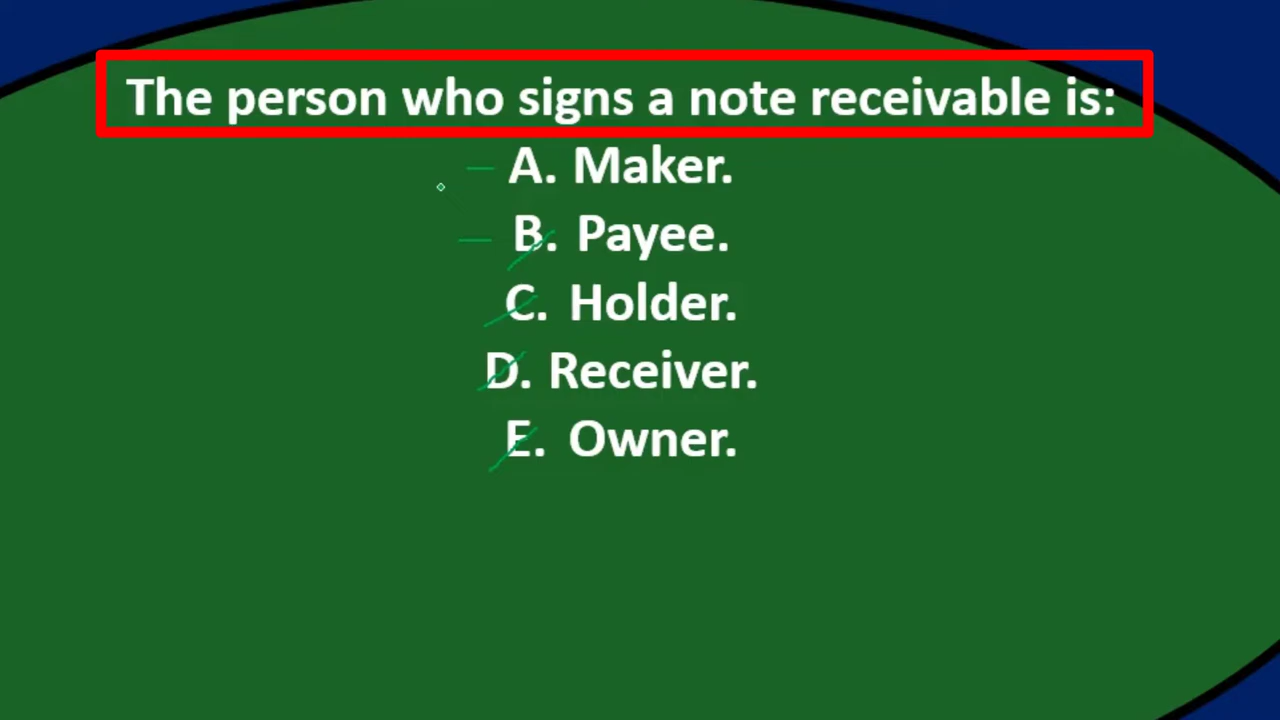 The person who signs a note receivable is:
A. Maker.
B. Payee.
C. Holder.
D. Receiver.
E. Owner.